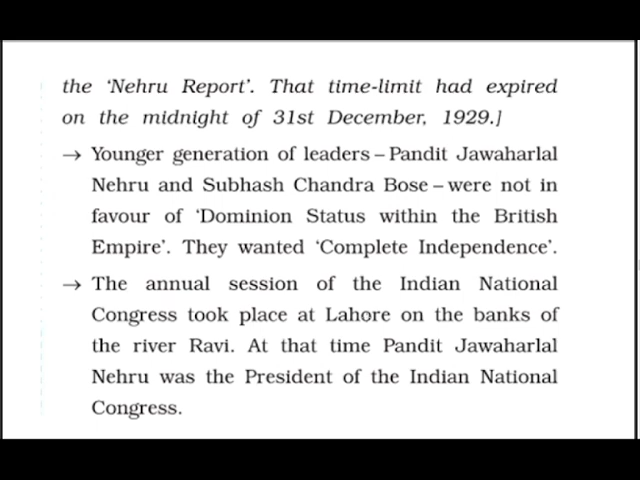 the ‘Nehru Report’. That time-limit had expired
on the midnight of 31st December, 1929.]
→ Younger generation of leaders – Pandit Jawaharlal
Nehru and Subhash Chandra Bose – were not in
favour of ‘Dominion Status within the British
Empire’. They wanted ‘Complete Independence’.
→ The annual session of the Indian National
Congress took place at Lahore on the banks of
the river Ravi. At that time Pandit Jawaharlal
Nehru was the President of the Indian National
Congress.